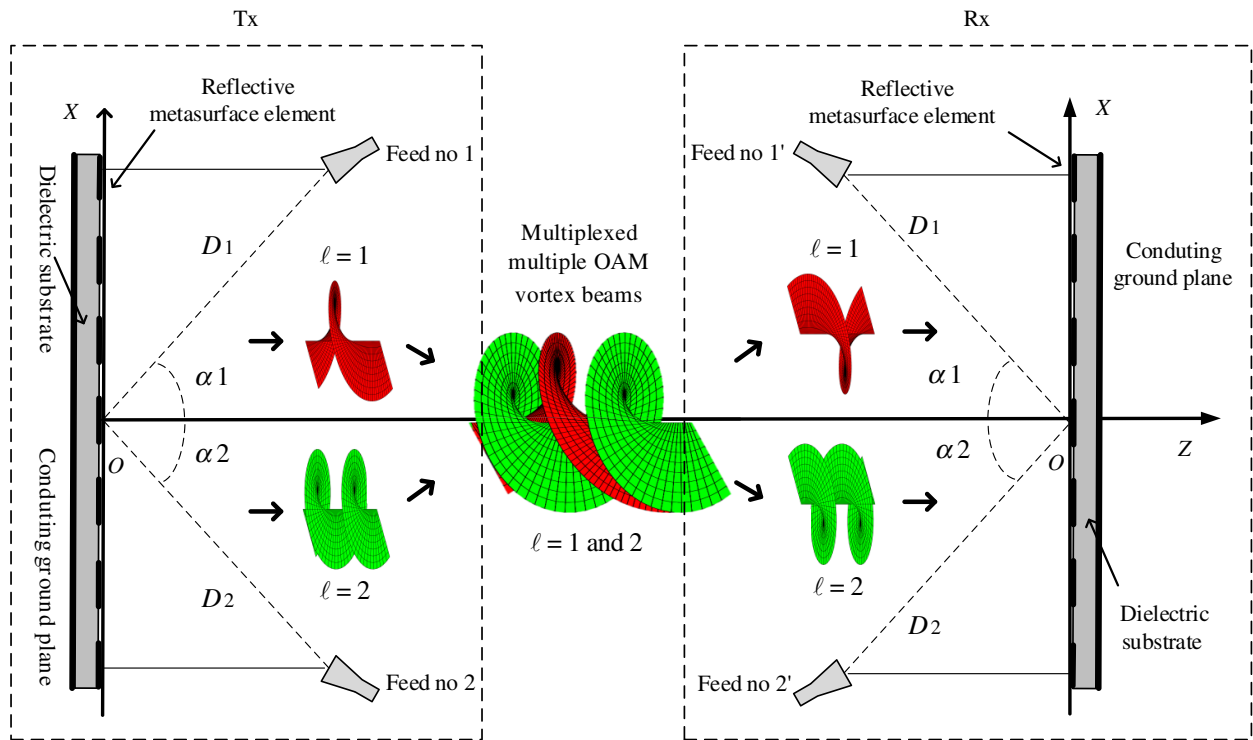 Tx
Rx
Reflective
metasurface element
X
Feed no 1
Dielectric substrate
D1
ℓ = 1
α1
α2
O
Conduting ground plane
ℓ = 2
D2
Feed no 2
Multiplexed
multiple OAM
vortex beams
ℓ = 1 and 2
Reflective
metasurface element
X
Feed no 1'
D1
ℓ = 1
Conduting
ground plane
α1
α2
O
Z
ℓ = 2
D2
Dielectric
substrate
Feed no 2'